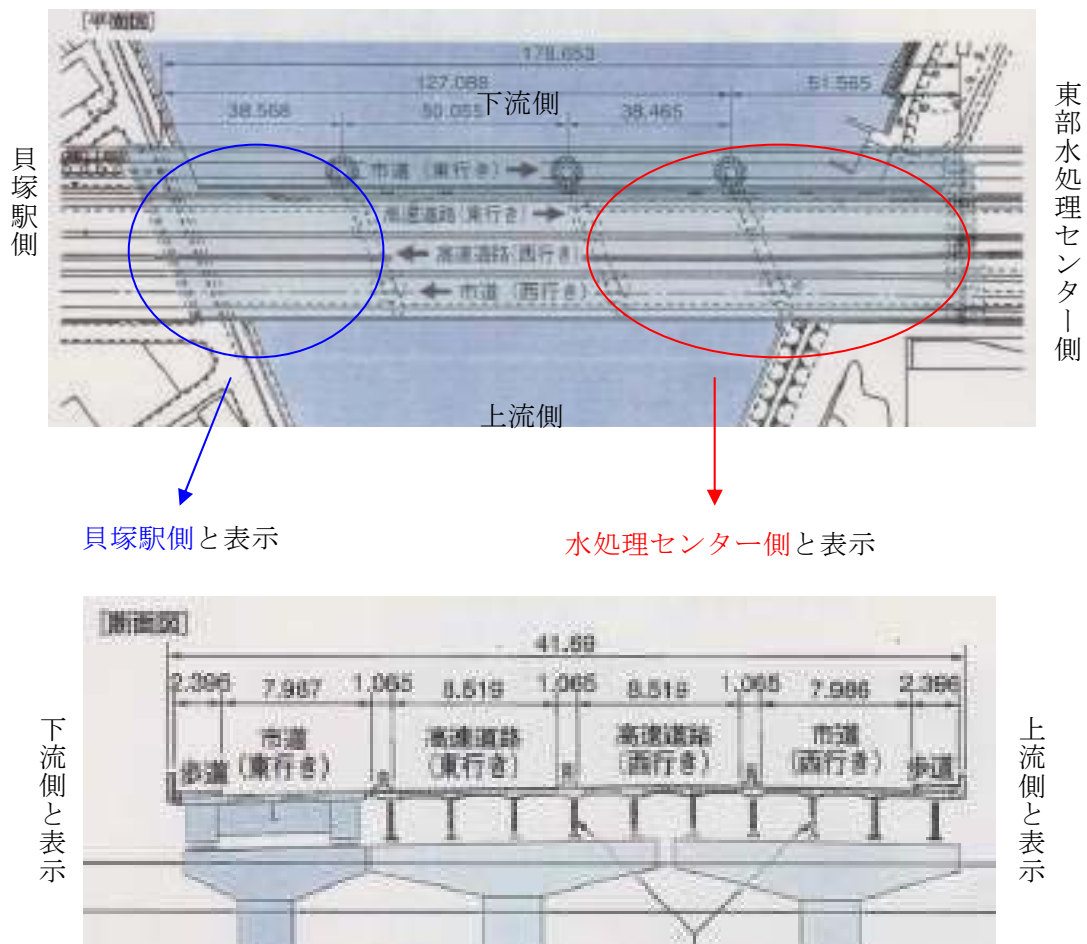 [平面図]
178.653
127.088
51.565
38.568
50.055
38.465
下流側
東部水処理センター側
貝塚駅側
市道(東行き)
高速道路(東行き)
高速道路(西行き)
市道(西行き)
上流側
貝塚駅側と表示
水処理センター側と表示
[断面図]
41.69
2.396 7.967 1.065 8.519 1.065 8.519 1.065 7.986 2.396
歩道 市道(東行き) 高速道路(東行き) 高速道路(西行き) 市道(西行き) 歩道
下流側と表示
上流側と表示